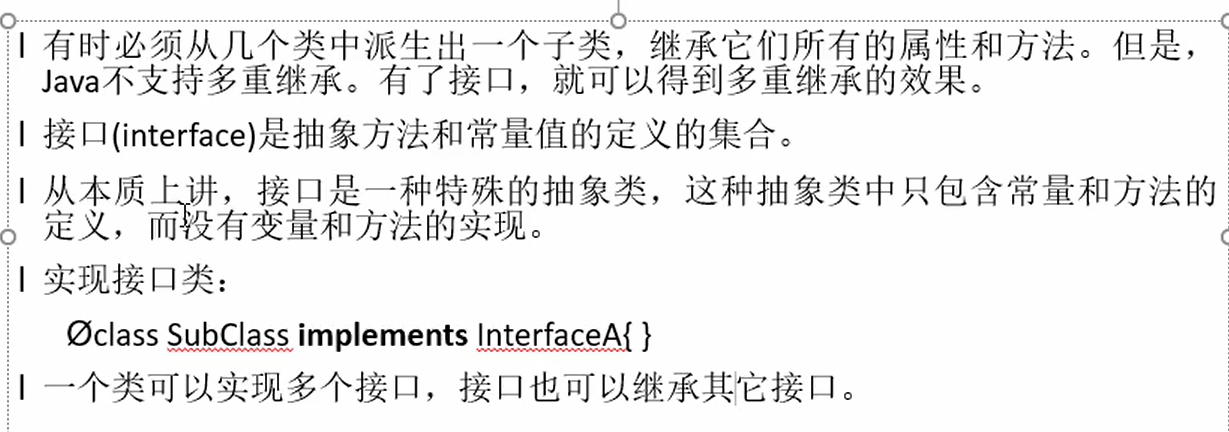 l 有时必须从几个类中派生出一个子类，继承它们所有的属性和方法。但是，
Java不支持多重继承。有了接口，就可以得到多重继承的效果。
l 接口(interface)是抽象方法和常量值的定义的集合。
l 从本质上讲，接口是一种特殊的抽象类，这种抽象类中只包含常量和方法的
定义，而没有变量和方法的实现。
l 实现接口类：
Øclass SubClass implements InterfaceA{ }
l 一个类可以实现多个接口，接口也可以继承其它接口。